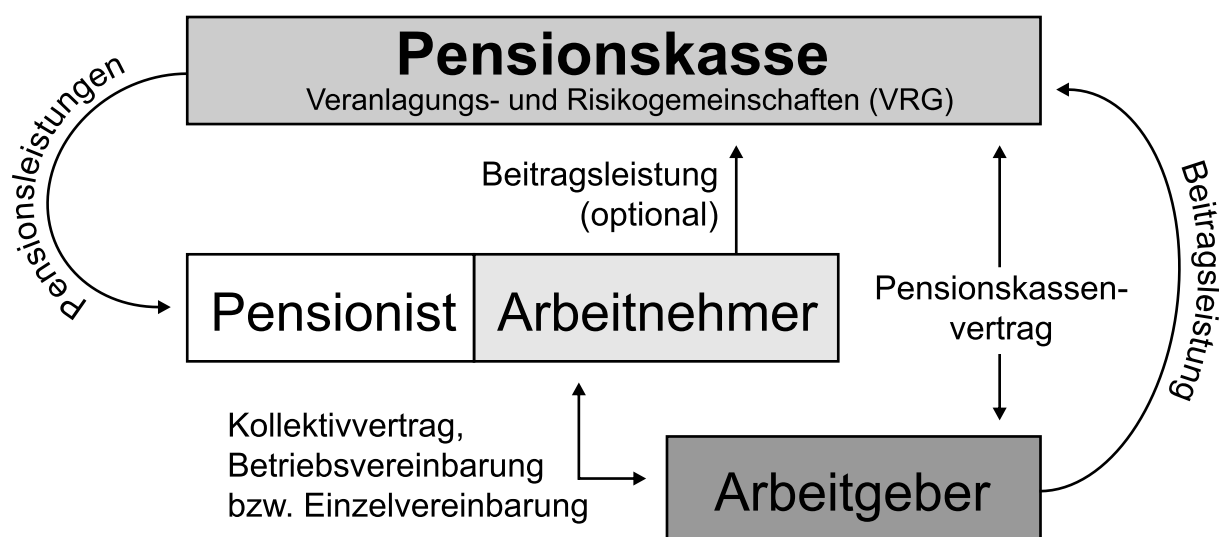 Pensionskasse
Veranlagungs- und Risikogemeinschaften (VRG)
Pensionsleistungen
Beitragsleistung
(optional)
Beitragsleistung
Pensionist
Arbeitnehmer
Pensionskassen-
vertrag
Kollektivvertrag,
Betriebsvereinbarung
bzw. Einzelvereinbarung
Arbeitgeber